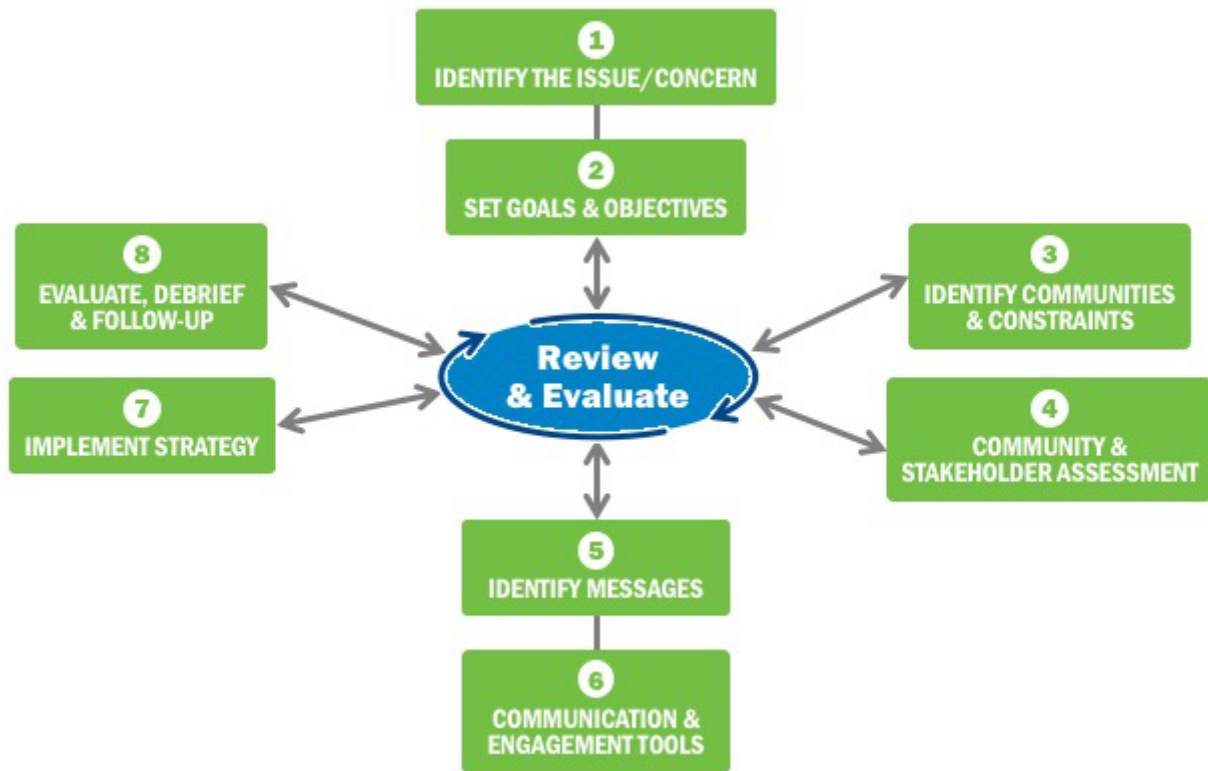 1
IDENTIFY THE ISSUE/CONCERN
2
SET GOALS & OBJECTIVES
3
IDENTIFY COMMUNITIES
& CONSTRAINTS
4
COMMUNITY &
STAKEHOLDER ASSESSMENT
5
IDENTIFY MESSAGES
6
COMMUNICATION &
ENGAGEMENT TOOLS
7
IMPLEMENT STRATEGY
8
EVALUATE, DEBRIEF
& FOLLOW-UP
Review
& Evaluate